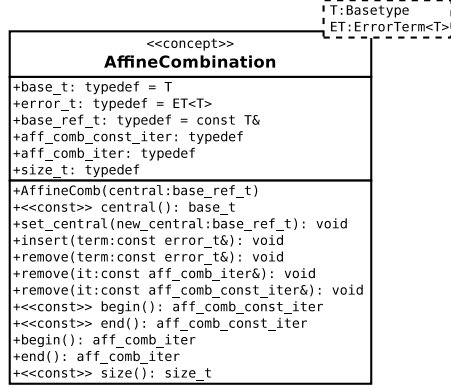 T:Basetype
ET:ErrorTerm<T>
<<concept>>
AffineCombination
+base_t: typedef = T
+error_t: typedef = ET<T>
+base_ref_t: typedef = const T&
+aff_comb_const_iter: typedef
+aff_comb_iter: typedef
+size_t: typedef
+AffineComb(central:base_ref_t)
+<<const>> central(): base_t
+set_central(new_central:base_ref_t): void
+insert(term:const error_t&): void
+remove(term:const error_t&): void
+remove(it:const aff_comb_iter&): void
+remove(it:const aff_comb_const_iter&): void
+<<const>> begin(): aff_comb_const_iter
+<<const>> end(): aff_comb_const_iter
+begin(): aff_comb_iter
+end(): aff_comb_iter
+<<const>> size(): size_t